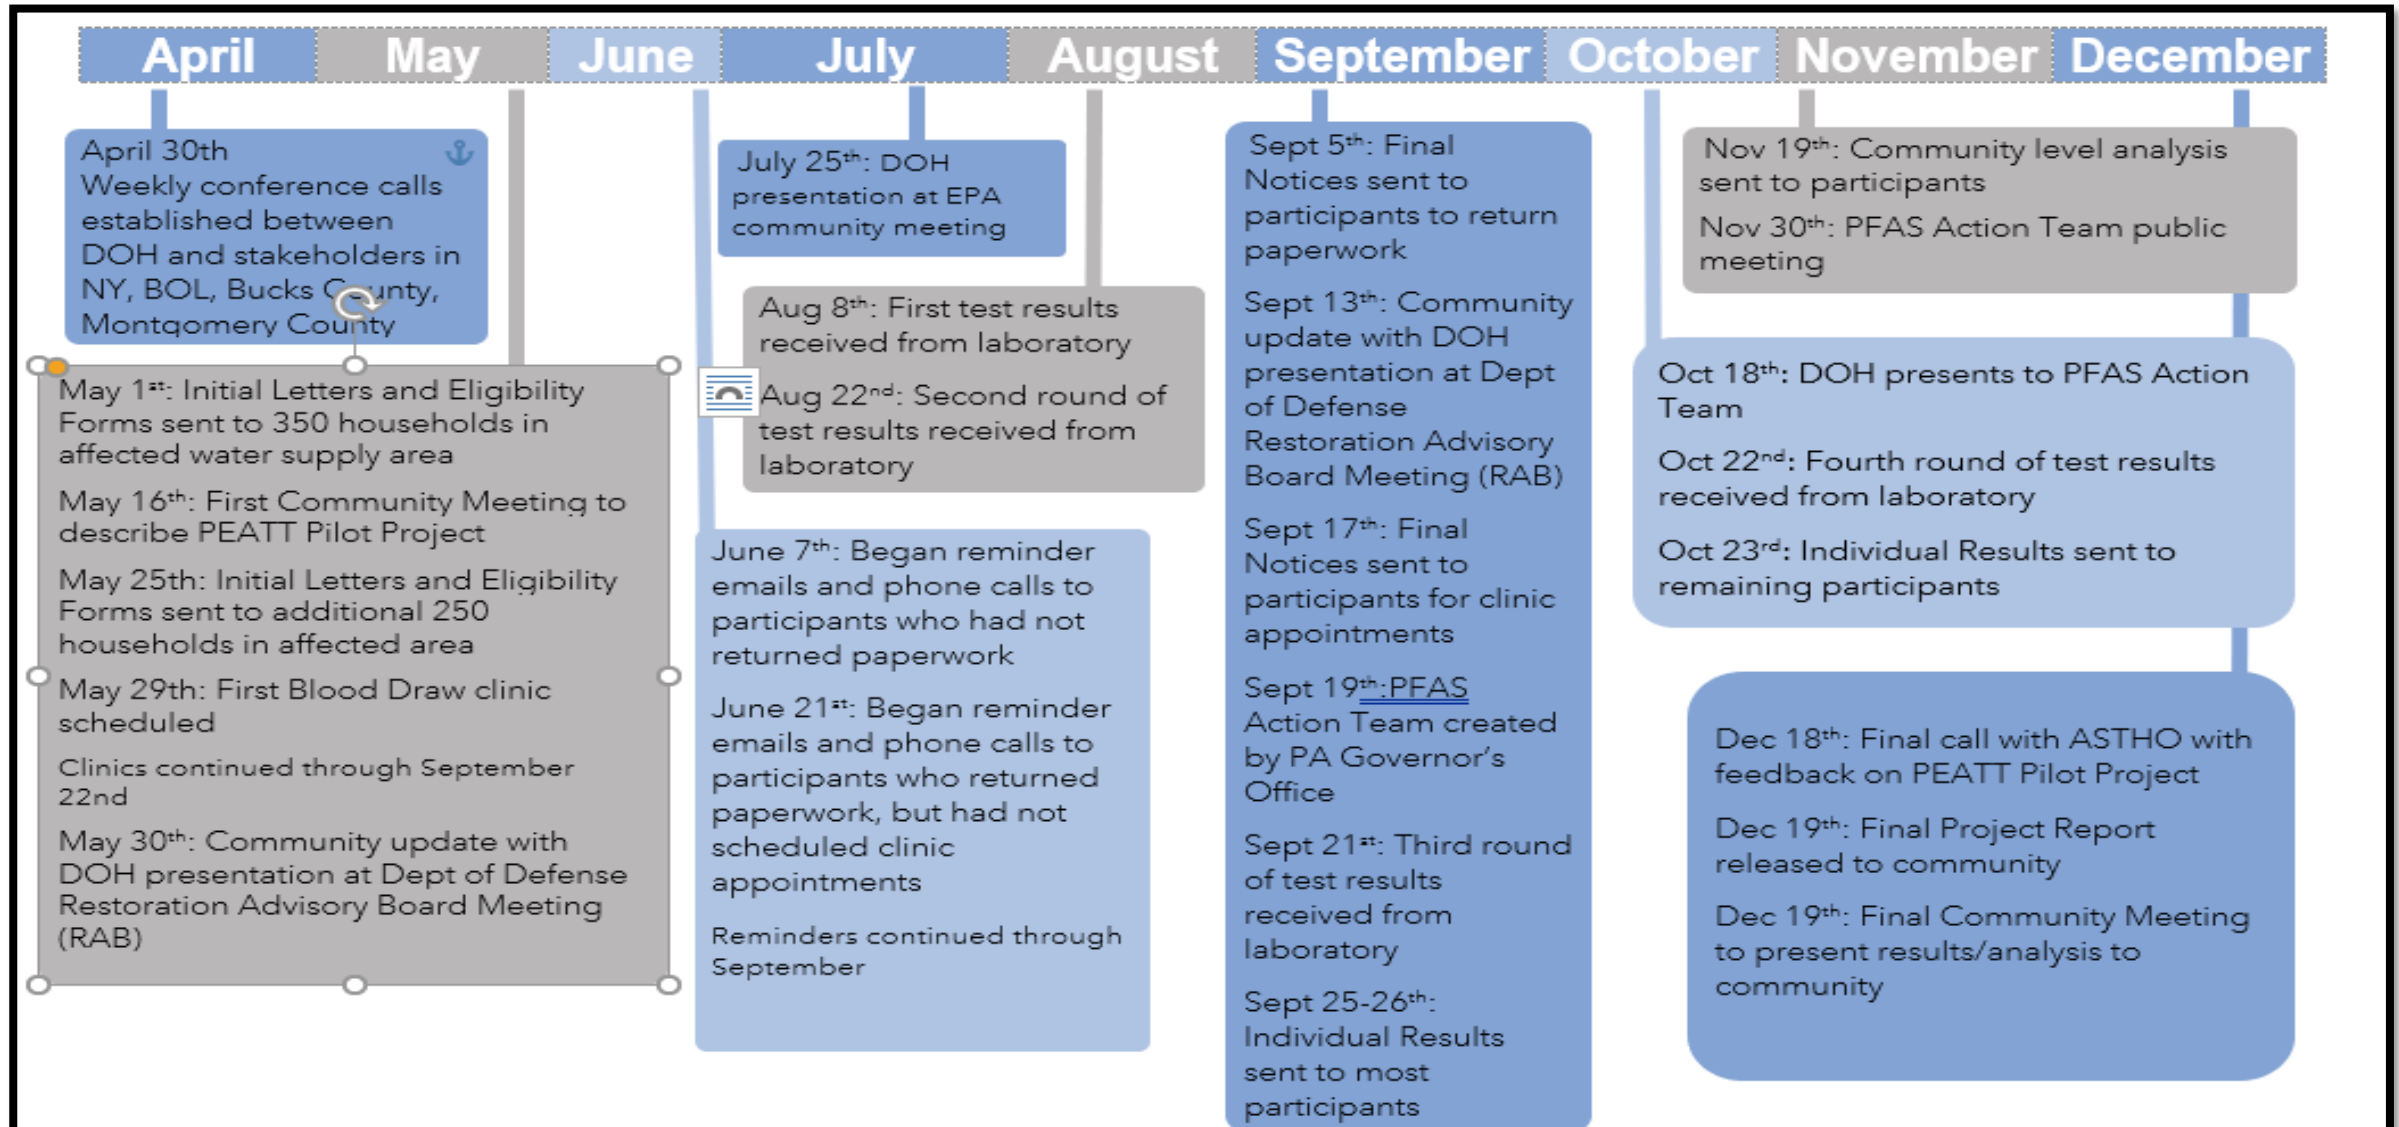 April May June July August September October November December
April 30th
Weekly conference calls
established between
DOH and stakeholders in
NY, BOL, Bucks County,
Montgomery County
May 1st: Initial Letters and Eligibility
Forms sent to 350 households in
affected water supply area
May 16th: First Community Meeting to
describe PEATT Pilot Project
May 25th: Initial Letters and Eligibility
Forms sent to additional 250
households in affected area
May 29th: First Blood Draw clinic
scheduled
Clinics continued through September
22nd
May 30th: Community update with
DOH presentation at Dept of Defense
Restoration Advisory Board Meeting
(RAB)
June 7th: Began reminder
emails and phone calls to
participants who had not
returned paperwork
June 21st: Began reminder
emails and phone calls to
participants who returned
paperwork, but had not
scheduled clinic
appointments
Reminders continued through
September
July 25th: DOH
presentation at EPA
community meeting
Aug 8th: First test results
received from laboratory
Aug 22nd: Second round of
test results received from
laboratory
Sept 5th: Final
Notices sent to
participants to return
paperwork
Sept 13th: Community
update with DOH
presentation at Dept
of Defense
Restoration Advisory
Board Meeting (RAB)
Sept 17th: Final
Notices sent to
participants for clinic
appointments
Sept 19th:PFAS
Action Team created
by PA Governor's
Office
Sept 21st: Third round
of test results
received from
laboratory
Sept 25-26th:
Individual Results
sent to most
participants
Oct 18th: DOH presents to PFAS Action
Team
Oct 22nd: Fourth round of test results
received from laboratory
Oct 23rd: Individual Results sent to
remaining participants
Nov 19th: Community level analysis
sent to participants
Nov 30th: PFAS Action Team public
meeting
Dec 18th: Final call with ASTHO with
feedback on PEATT Pilot Project
Dec 19th: Final Project Report
released to community
Dec 19th: Final Community Meeting
to present results/analysis to
community